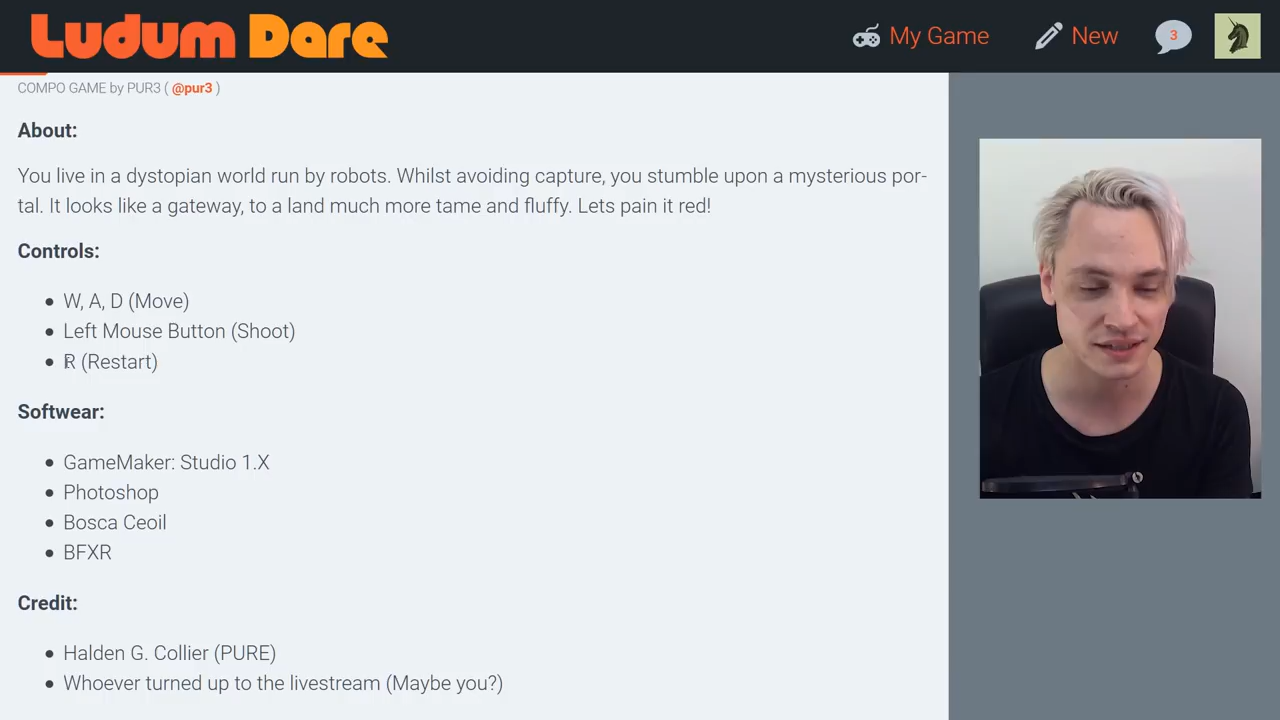 Ludum Dare
My Game
New
3
COMPO GAME by PUR3 ( @pur3 )
About:
You live in a dystopian world run by robots. Whilst avoiding capture, you stumble upon a mysterious por-
tal. It looks like a gateway, to a land much more tame and fluffy. Lets pain it red!
Controls:
W, A, D (Move)
Left Mouse Button (Shoot)
R (Restart)
Softwear:
GameMaker: Studio 1.X
Photoshop
Bosca Ceoil
BFXR
Credit:
Halden G. Collier (PURE)
Whoever turned up to the livestream (Maybe you?)